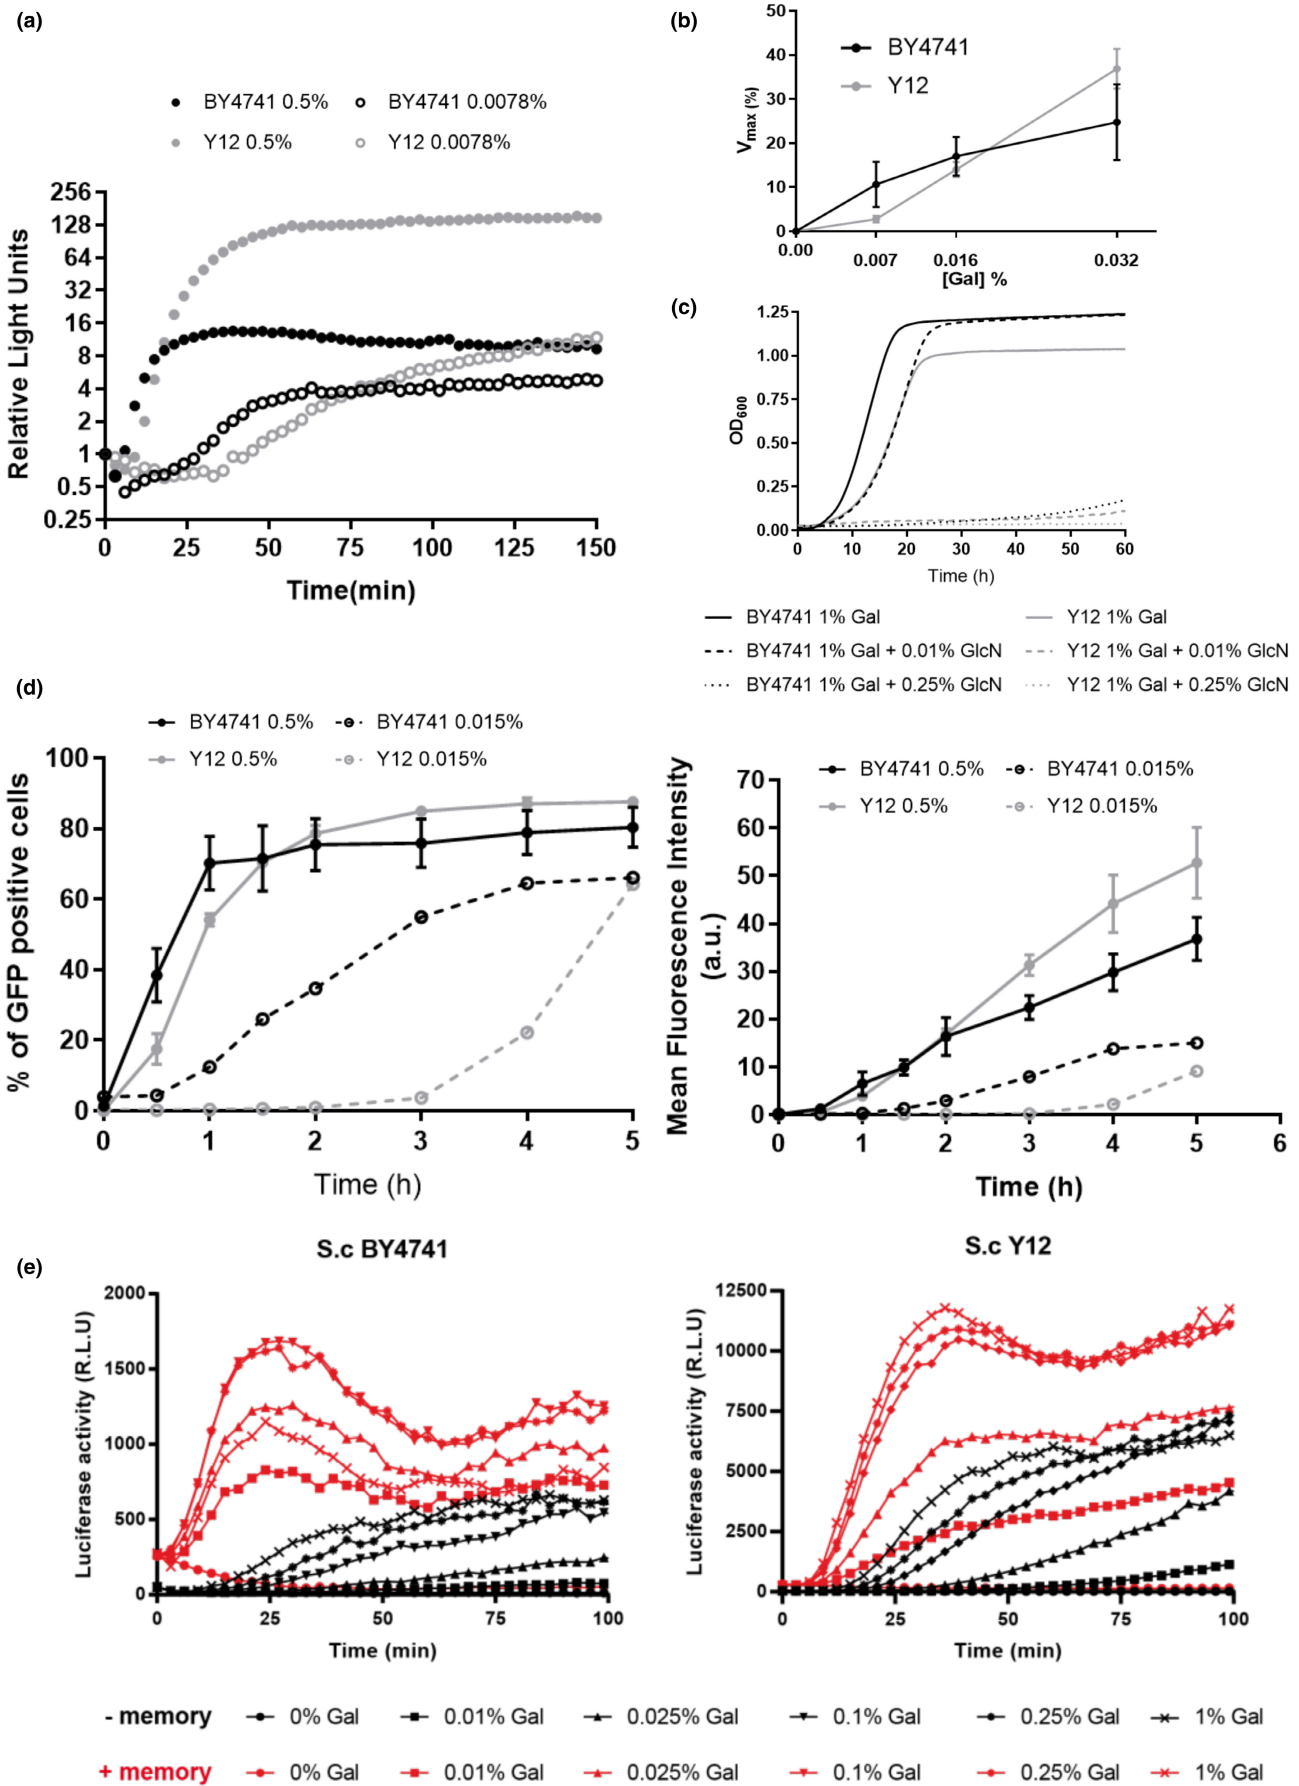 (a)
BY4741 0.5%
BY4741 0.0078%
Y12 0.5%
Y12 0.0078%
Relative Light Units
256
128
64
32
16
8
4
2
1
0.5
0.25
0
25
50
75
100
125
150
Time(min)
(b)
BY4741
Y12
Vmax (%)
50
40
30
20
10
0
0.00
0.007
0.016
0.032
[Gal] %
(c)
OD600
1.25
1.00
0.75
0.50
0.25
0.00
0
10
20
30
40
50
60
Time (h)
BY4741 1% Gal
Y12 1% Gal
BY4741 1% Gal + 0.01% GlcN
Y12 1% Gal + 0.01% GlcN
BY4741 1% Gal + 0.25% GlcN
Y12 1% Gal + 0.25% GlcN
(d)
BY4741 0.5%
BY4741 0.015%
Y12 0.5%
Y12 0.015%
% of GFP positive cells
100
80
60
40
20
0
0
1
2
3
4
5
Time (h)
BY4741 0.5%
BY4741 0.015%
Y12 0.5%
Y12 0.015%
Mean Fluorescence Intensity
(a.u.)
70
60
50
40
30
20
10
0
0
1
2
3
4
5
6
Time (h)
(e)
S.c BY4741
Luciferase activity (R.L.U)
2000
1500
1000
500
0
0
25
50
75
100
Time (min)
S.c Y12
Luciferase activity (R.L.U)
12500
10000
7500
5000
2500
0
0
25
50
75
100
Time (min)
- memory
0% Gal
0.01% Gal
0.025% Gal
0.1% Gal
0.25% Gal
1% Gal
+ memory
0% Gal
0.01% Gal
0.025% Gal
0.1% Gal
0.25% Gal
1% Gal